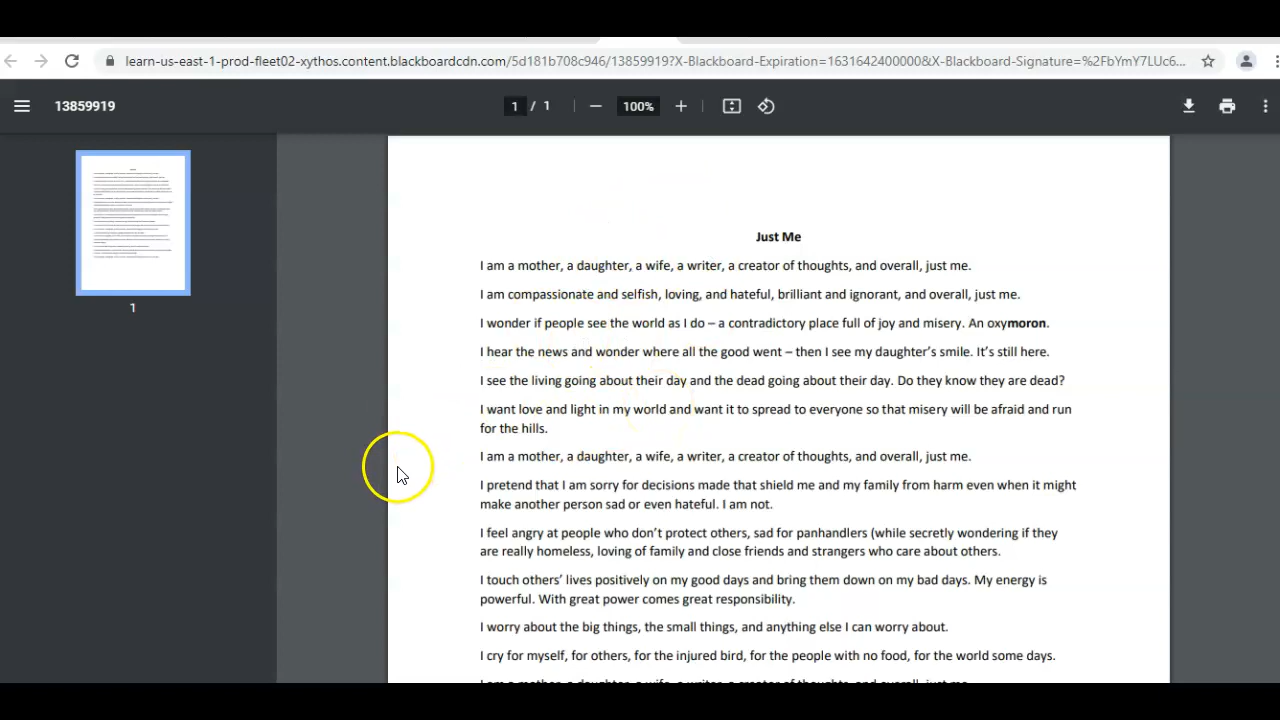 learn-us-east-1-prod-fleet02-xythos.content.blackboardcdn.com/5d181b708c946/13859919?X-Blackboard-Expiration=1631642400000&X-Blackboard-Signature=%2FbYmY7LUc6...
13859919
1 / 1
100%
1
Just Me
I am a mother, a daughter, a wife, a writer, a creator of thoughts, and overall, just me.
I am compassionate and selfish, loving, and hateful, brilliant and ignorant, and overall, just me.
I wonder if people see the world as I do – a contradictory place full of joy and misery. An oxymoron.
I hear the news and wonder where all the good went – then I see my daughter's smile. It's still here.
I see the living going about their day and the dead going about their day. Do they know they are dead?
I want love and light in my world and want it to spread to everyone so that misery will be afraid and run
for the hills.
I am a mother, a daughter, a wife, a writer, a creator of thoughts, and overall, just me.
I pretend that I am sorry for decisions made that shield me and my family from harm even when it might
make another person sad or even hateful. I am not.
I feel angry at people who don't protect others, sad for panhandlers (while secretly wondering if they
are really homeless, loving of family and close friends and strangers who care about others.
I touch others' lives positively on my good days and bring them down on my bad days. My energy is
powerful. With great power comes great responsibility.
I worry about the big things, the small things, and anything else I can worry about.
I cry for myself, for others, for the injured bird, for the people with no food, for the world some days.
I am a mother, a daughter, a wife, a writer, a creator of thoughts, and overall, just me.